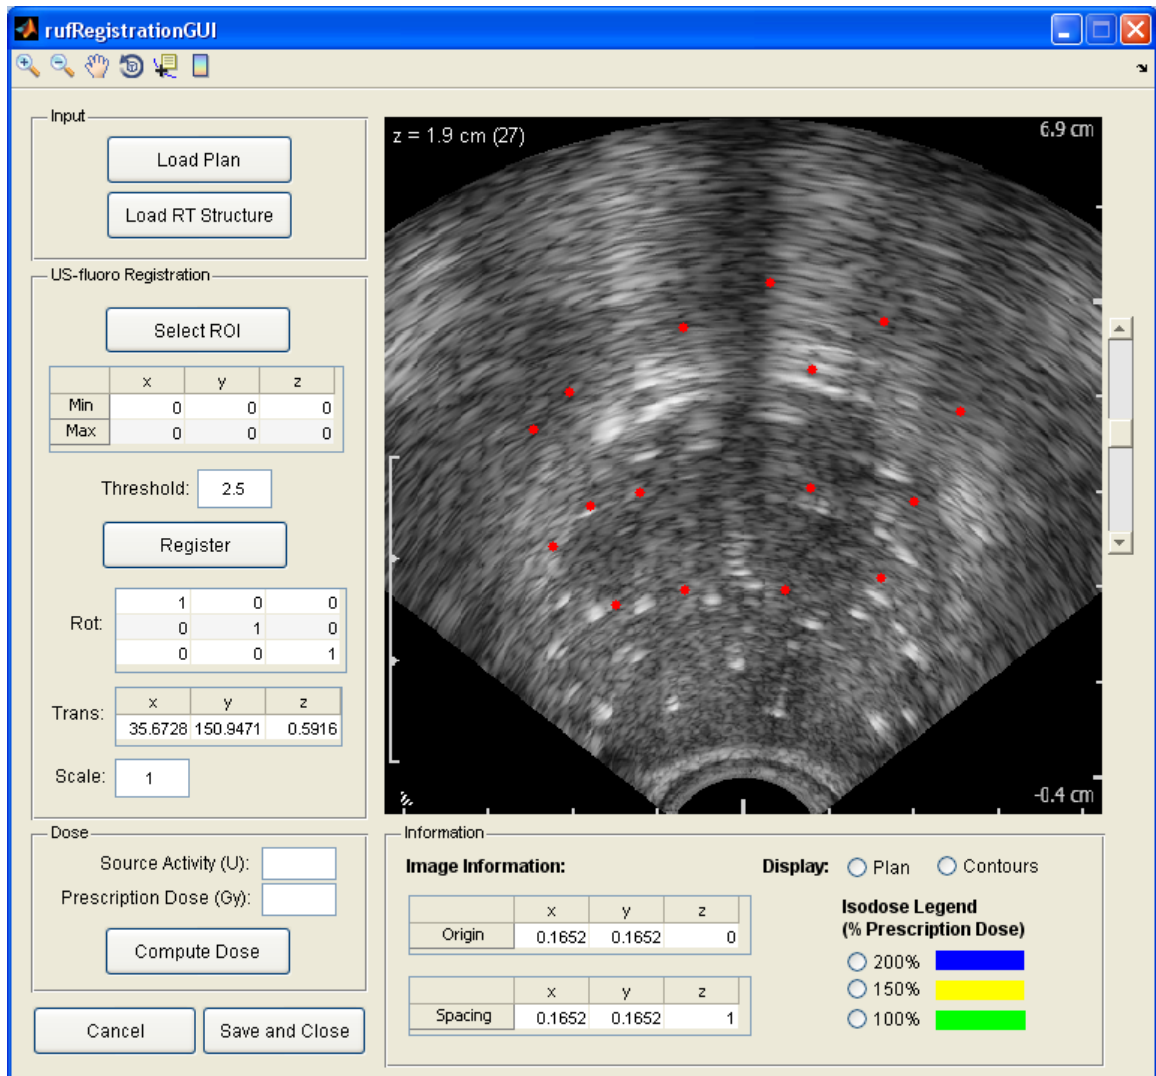 rufRegistrationGUI
Input
Load Plan
Load RT Structure
US-fluoro Registration
Select ROI
x y z
Min 0 0 0
Max 0 0 0
Threshold: 2.5
Register
Rot: 1 0 0
0 1 0
0 0 1
Trans: x y z
35.6728 150.9471 0.5916
Scale: 1
Dose
Source Activity (U):
Prescription Dose (Gy):
Compute Dose
Cancel Save and Close
z = 1.9 cm (27) 6.9 cm
-0.4 cm
Information
Image Information:
x y z
Origin 0.1652 0.1652 0
x y z
Spacing 0.1652 0.1652 1
Display: Plan Contours
Isodose Legend
(% Prescription Dose)
200%
150%
100%